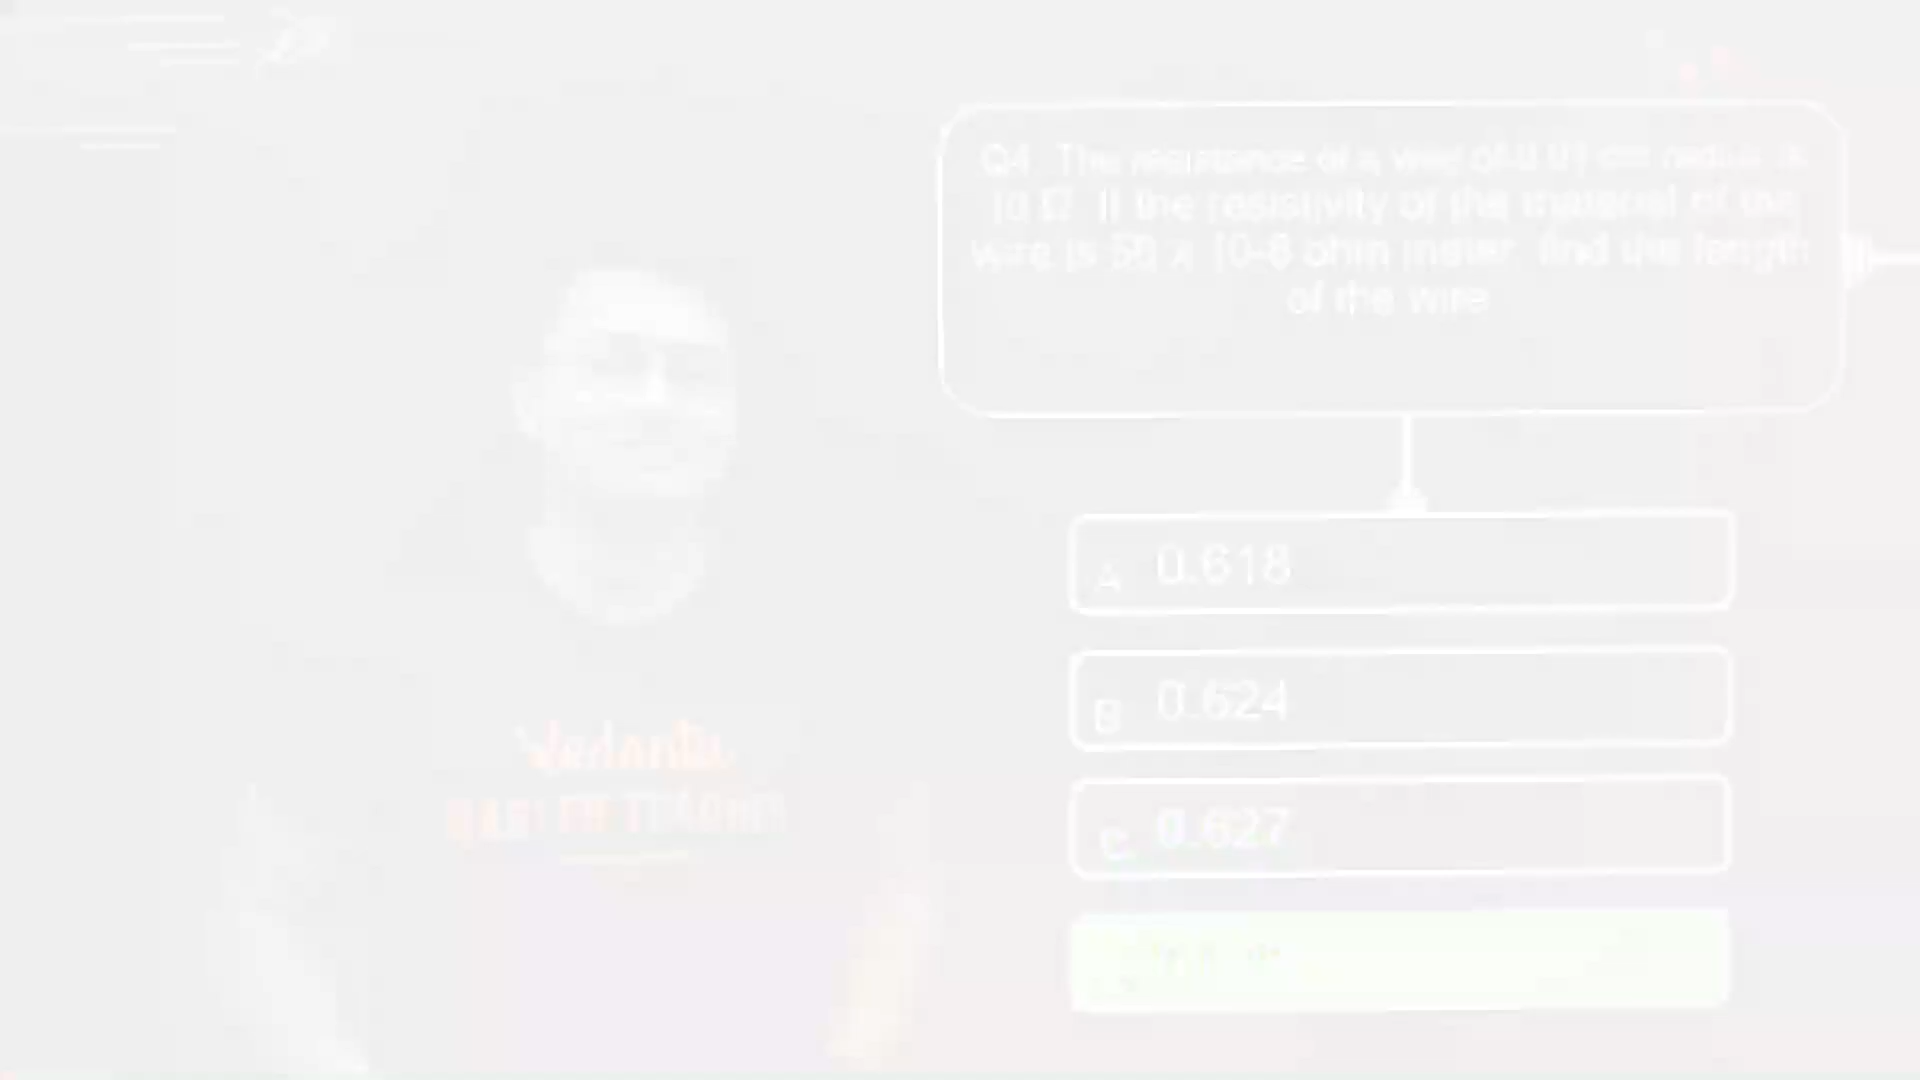 Q4. The resistance of a wire of 0.01 cm radius is
10 Ω. If the resistivity of the material of the
wire is 50 x 10-8 ohm meter, find the length
of the wire
A 0.618
B 0.624
C 0.627
Vedantu